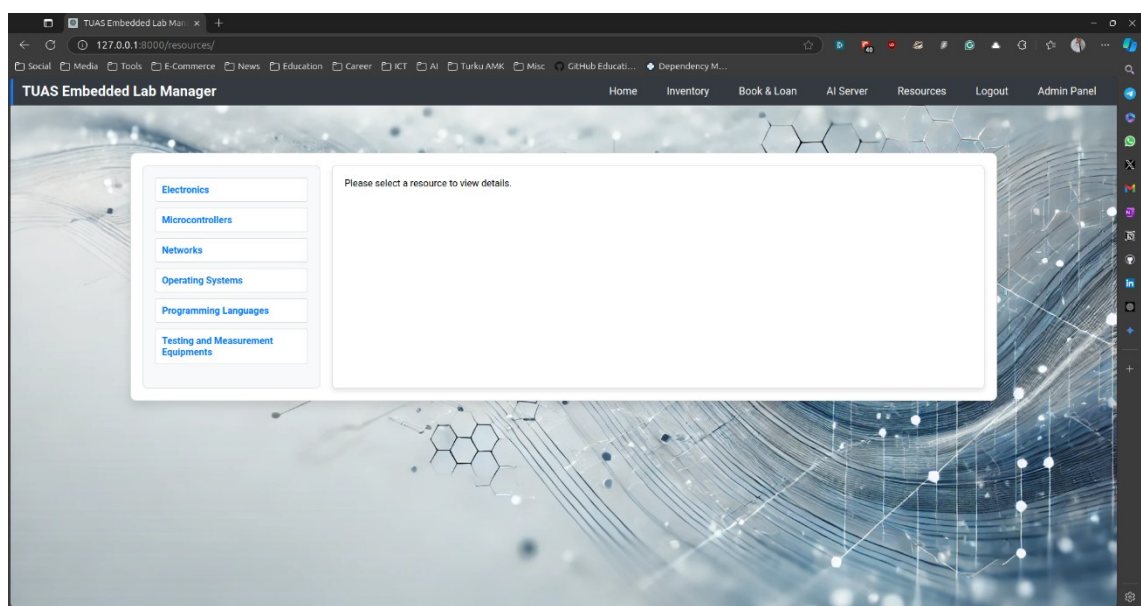 TUAS Embedded Lab Man
127.0.0.1:8000/resources/
40
Social Media Tools E-Commerce News Education Career ICT AI Turku AMK Misc GitHub Educati... Dependency M...
TUAS Embedded Lab Manager Home Inventory Book & Loan AI Server Resources Logout Admin Panel
Electronics
Please select a resource to view details.
Microcontrollers
Networks
Operating Systems
Programming Languages
Testing and Measurement
Equipments
in